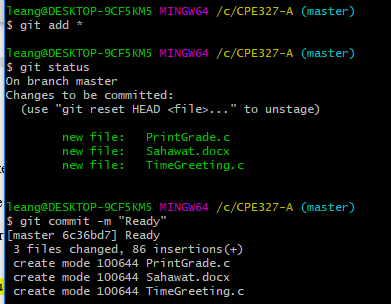 leang@DESKTOP-9CF5KM5 MINGW64 /c/CPE327-A (master)
$ git add *
leang@DESKTOP-9CF5KM5 MINGW64 /c/CPE327-A (master)
$ git status
On branch master
Changes to be committed:
  (use "git reset HEAD <file>..." to unstage)
        new file:   PrintGrade.c
        new file:   Sahawat.docx
        new file:   TimeGreeting.c
leang@DESKTOP-9CF5KM5 MINGW64 /c/CPE327-A (master)
$ git commit -m "Ready"
[master 6c36bd7] Ready
 3 files changed, 86 insertions(+)
 create mode 100644 PrintGrade.c
 create mode 100644 Sahawat.docx
 create mode 100644 TimeGreeting.c